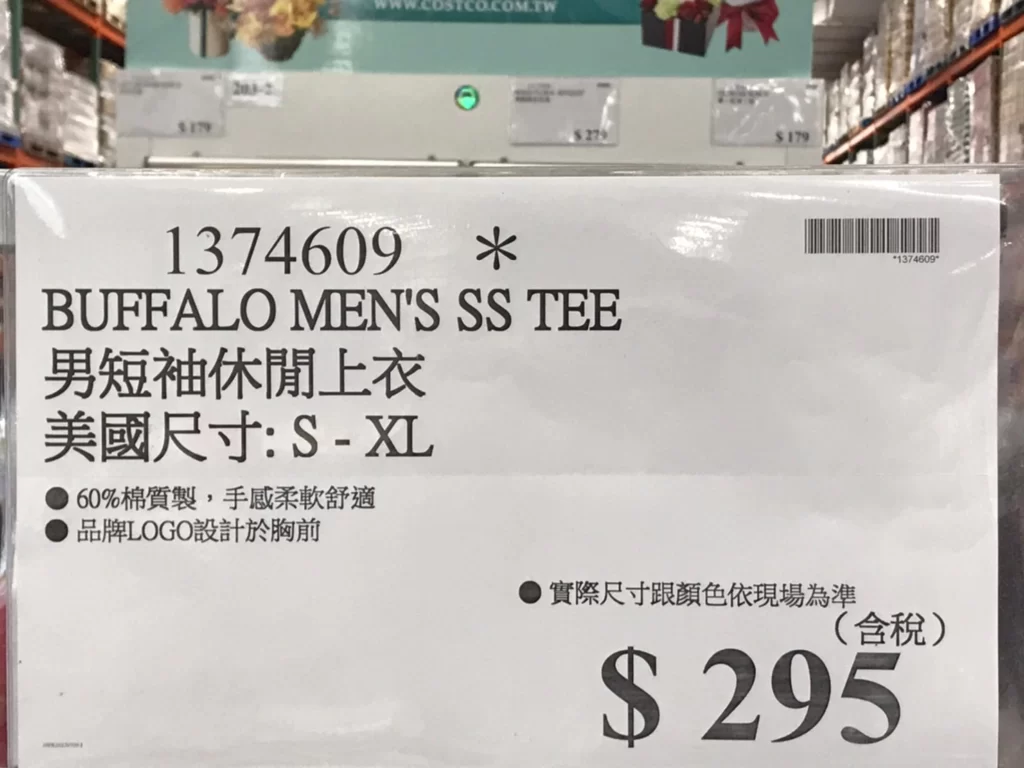 WWW.COSTCO.COM.TW
203-2
$ 179
$ 279
$ 179
1374609 *
*1374609*
BUFFALO MEN'S SS TEE
男短袖休閒上衣
美國尺寸: S - XL
● 60%棉質製，手感柔軟舒適
● 品牌LOGO設計於胸前
● 實際尺寸跟顏色依現場為準
（含稅）
$ 295